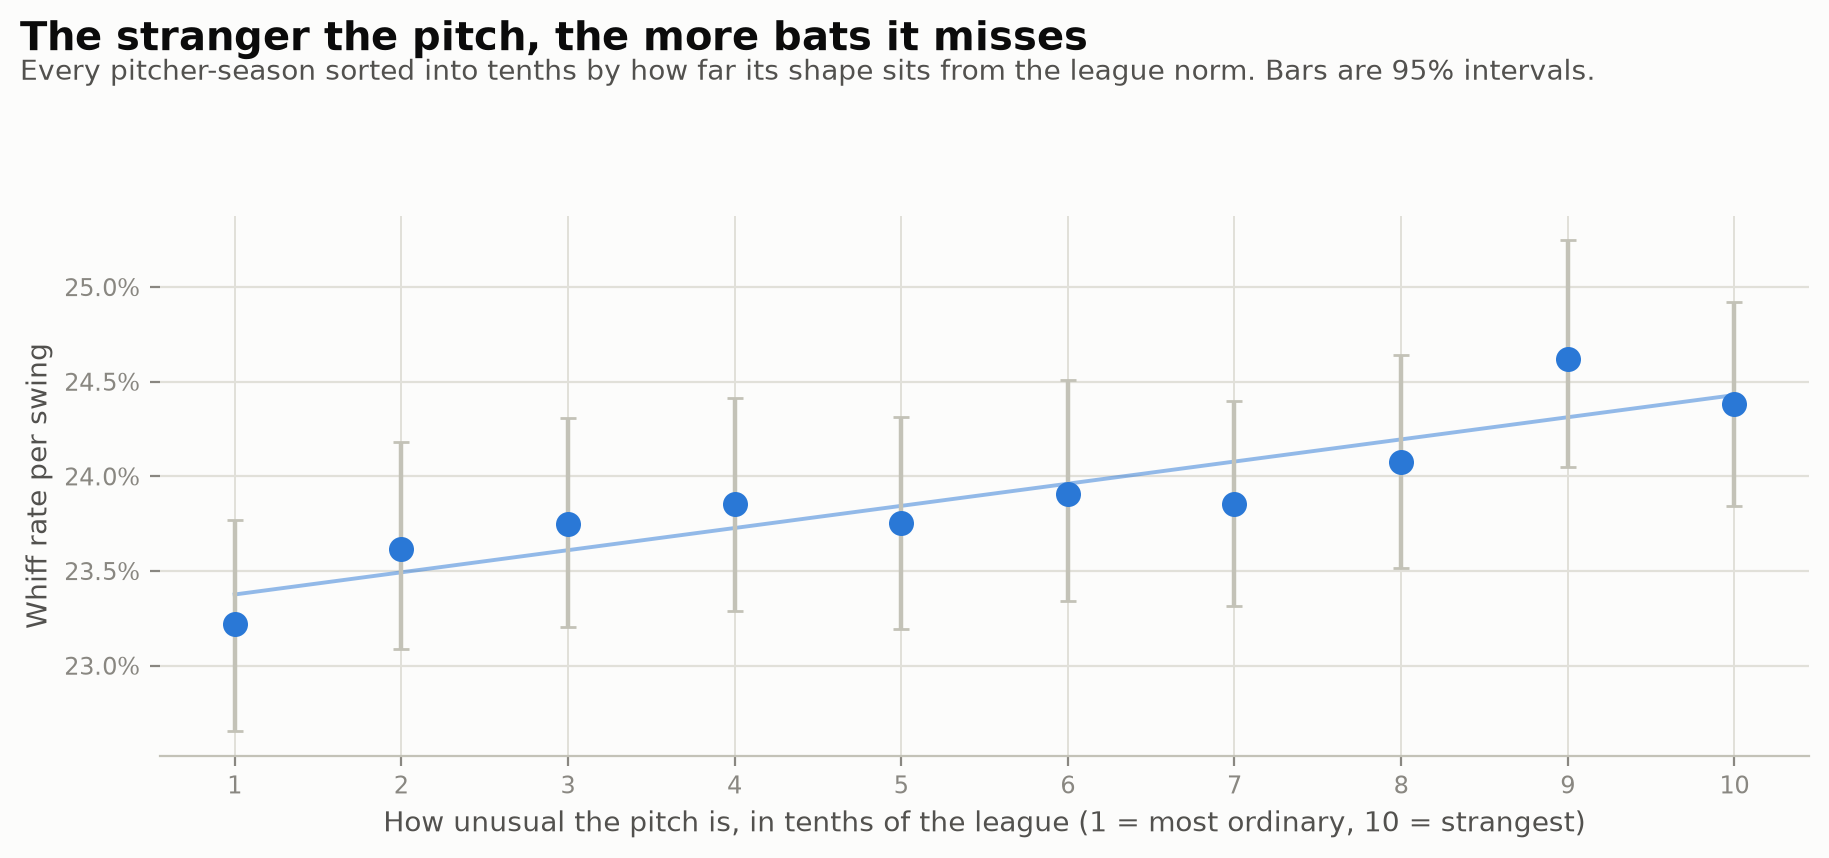 The stranger the pitch, the more bats it misses
Every pitcher-season sorted into tenths by how far its shape sits from the league norm. Bars are 95% intervals.
25.0%
24.5%
24.0%
23.5%
23.0%
Whiff rate per swing
1 2 3 4 5 6 7 8 9 10
How unusual the pitch is, in tenths of the league (1 = most ordinary, 10 = strangest)